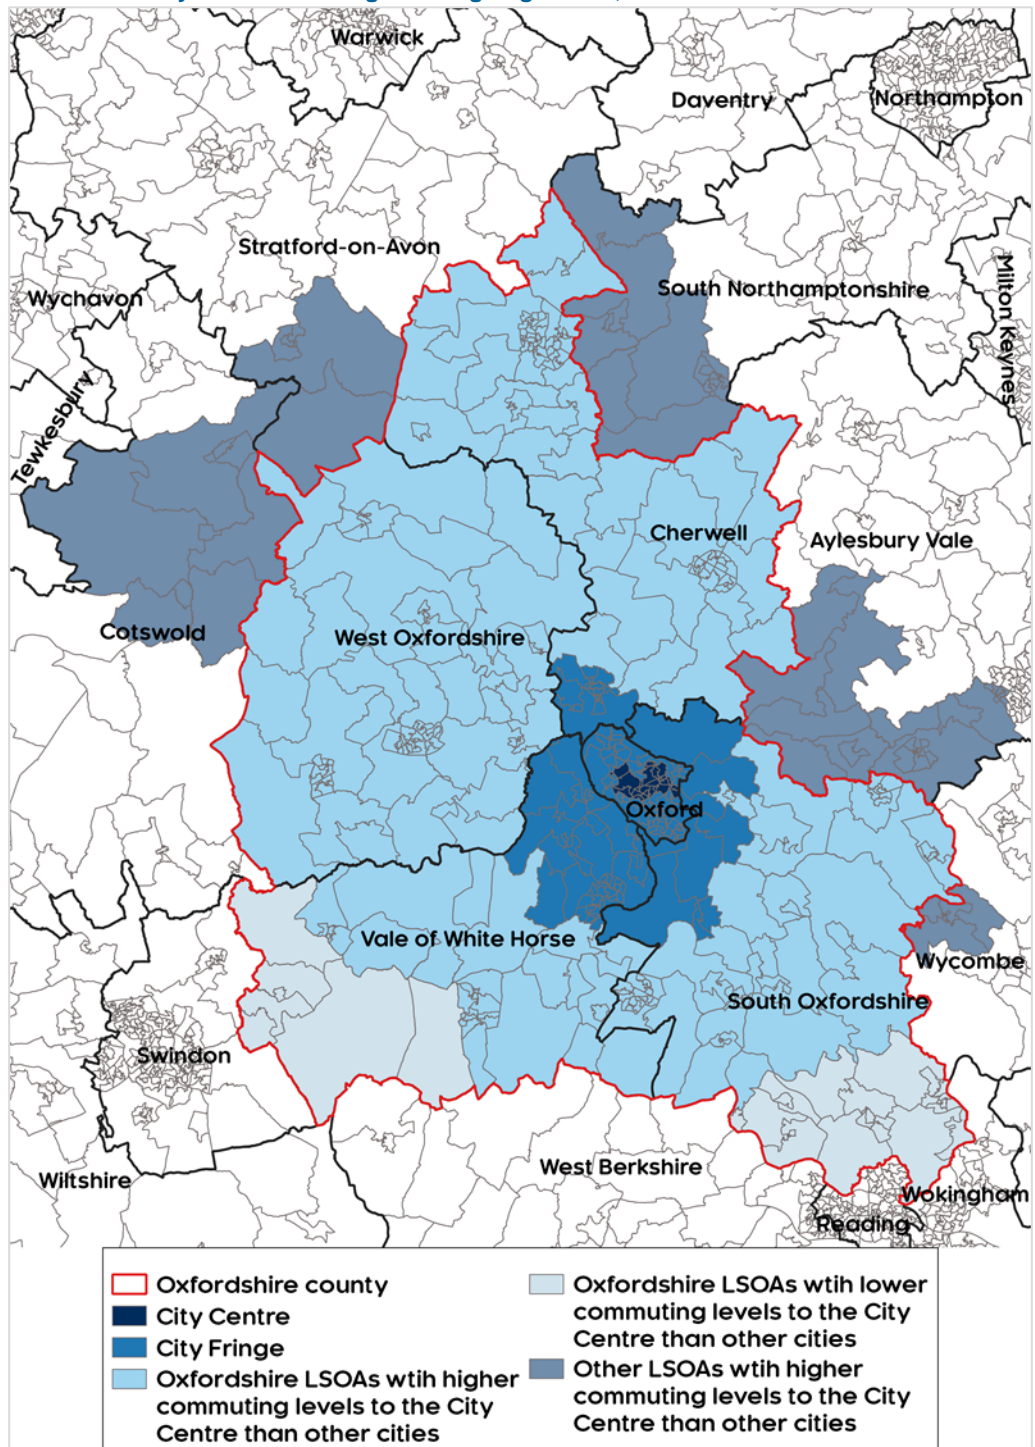 Warwick
Daventry
Northampton
Stratford-on-Avon
Wychavon
South Northamptonshire
Milton Keynes
Tewkesbury
Cherwell
Aylesbury Vale
Cotswold
West Oxfordshire
Oxford
Vale of White Horse
Wycombe
South Oxfordshire
Swindon
West Berkshire
Wiltshire
Wokingham
Reading
Oxfordshire county
City Centre
City Fringe
Oxfordshire LSOAs wtih higher
commuting levels to the City
Centre than other cities
Oxfordshire LSOAs wtih lower
commuting levels to the City
Centre than other cities
Other LSOAs wtih higher
commuting levels to the City
Centre than other cities